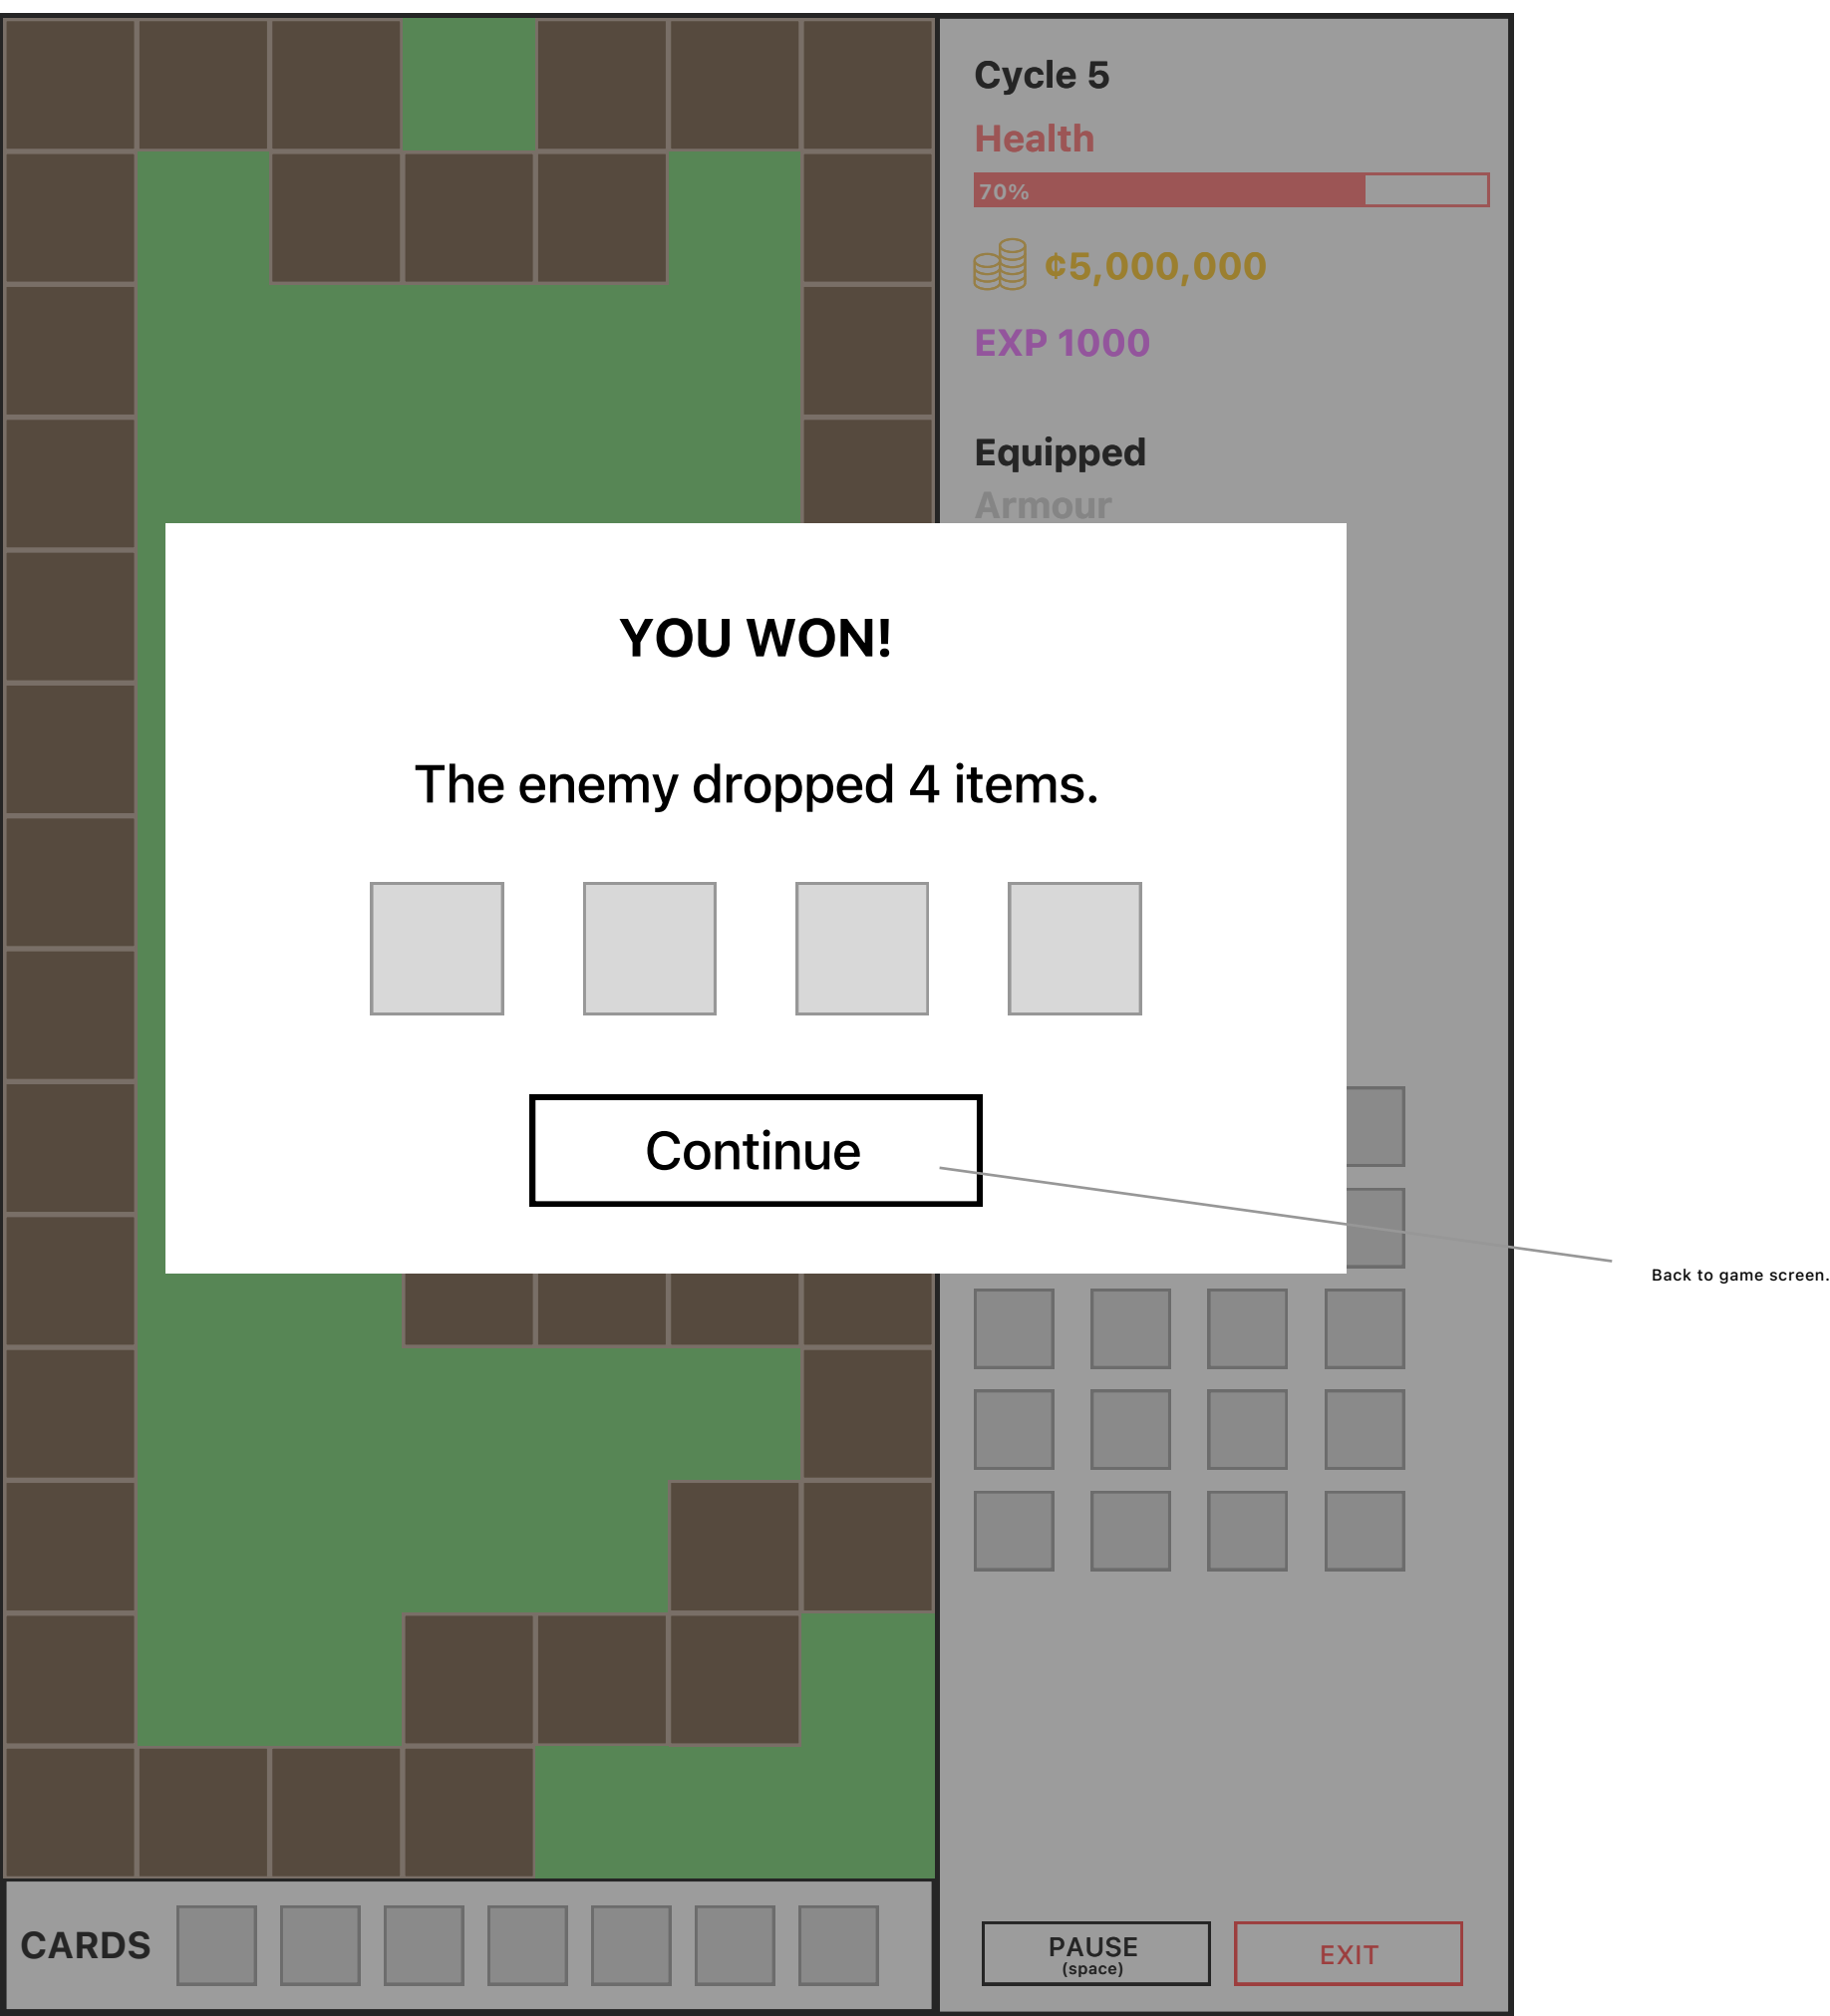 Cycle 5
Health
70%
¢5,000,000
EXP 1000
Equipped
Armour
YOU WON!
The enemy dropped 4 items.
Continue
Back to game screen.
CARDS
PAUSE
(space)
EXIT